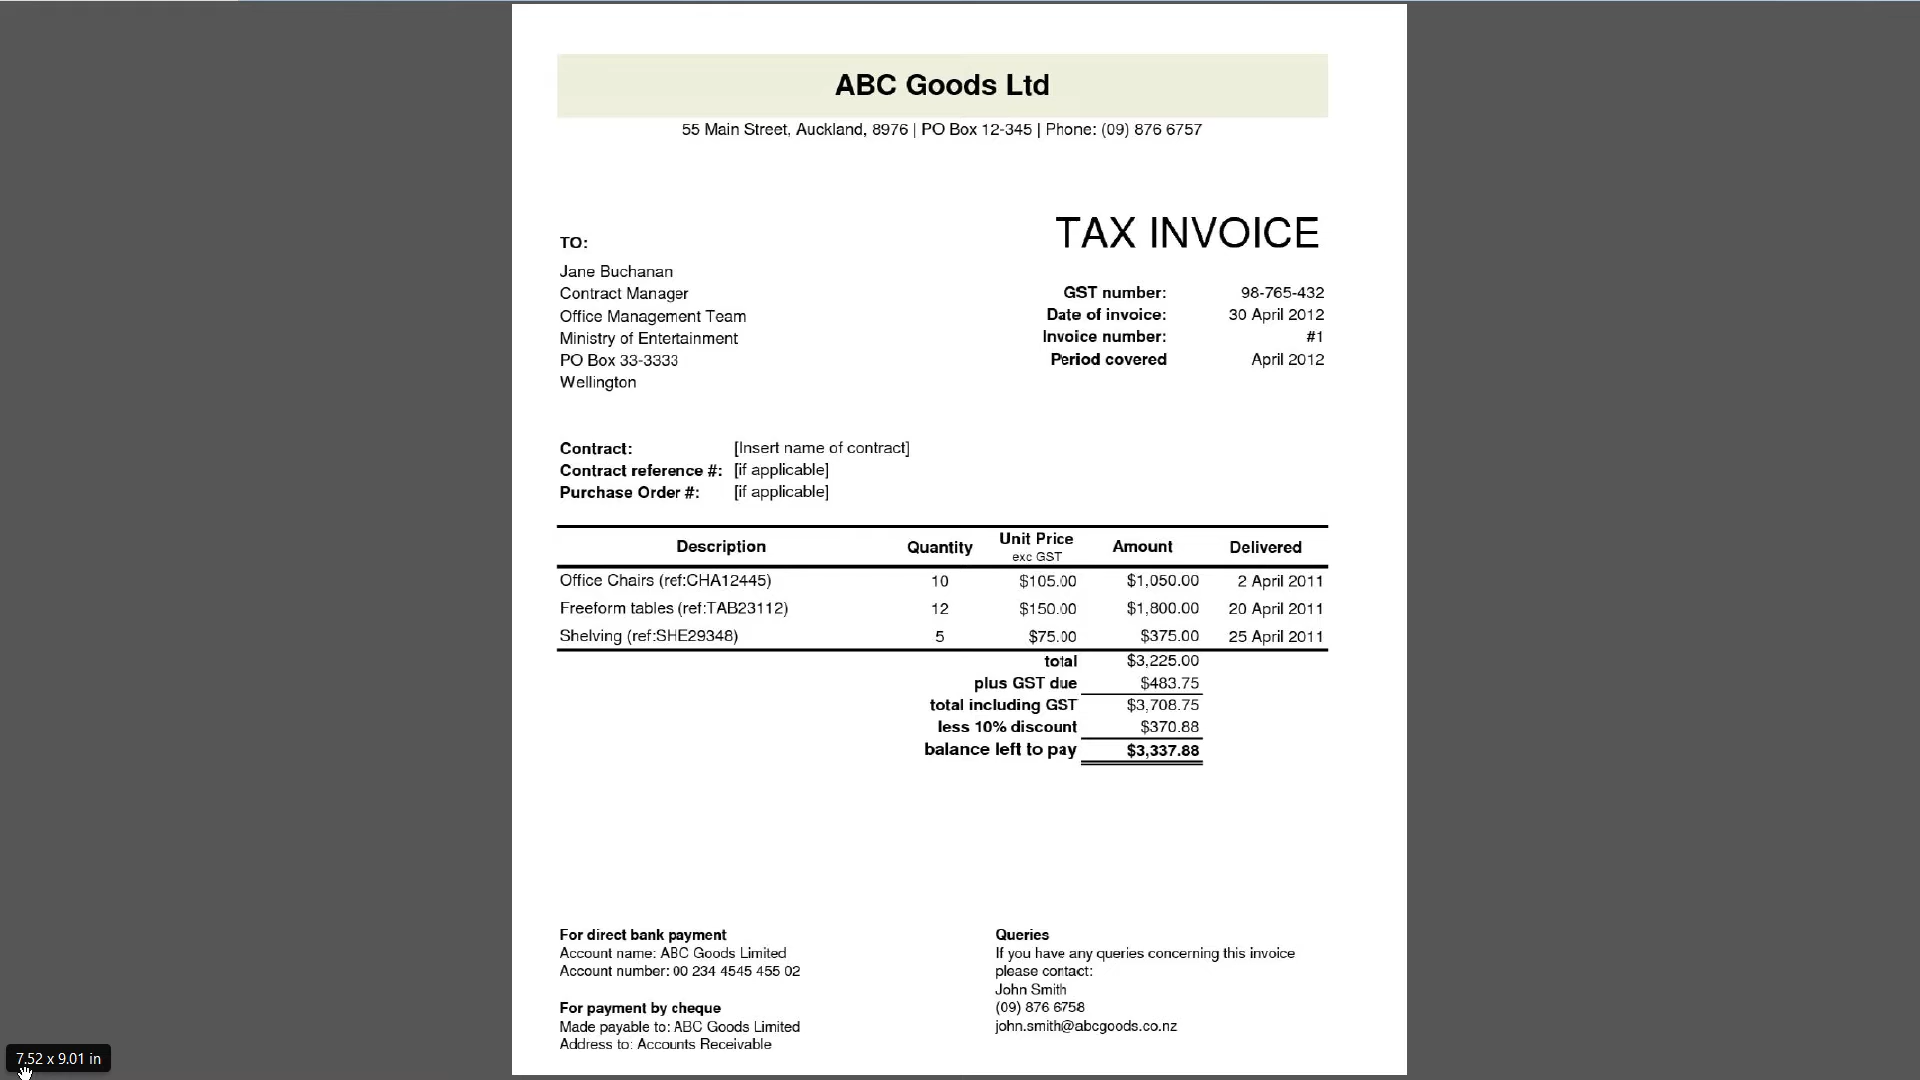 ABC Goods Ltd
55 Main Street, Auckland, 8976 | PO Box 12-345 | Phone: (09) 876 6757
TAX INVOICE
TO:
Jane Buchanan
Contract Manager
Office Management Team
Ministry of Entertainment
PO Box 33-3333
Wellington
GST number: 98-765-432
Date of invoice: 30 April 2012
Invoice number: #1
Period covered April 2012
Contract: [Insert name of contract]
Contract reference #: [if applicable]
Purchase Order #: [if applicable]
Description Quantity Unit Price exc GST Amount Delivered
Office Chairs (ref:CHA12445) 10 $105.00 $1,050.00 2 April 2011
Freeform tables (ref:TAB23112) 12 $150.00 $1,800.00 20 April 2011
Shelving (ref:SHE29348) 5 $75.00 $375.00 25 April 2011
total $3,225.00
plus GST due $483.75
total including GST $3,708.75
less 10% discount $370.88
balance left to pay $3,337.88
For direct bank payment
Account name: ABC Goods Limited
Account number: 00 234 4545 455 02
For payment by cheque
Made payable to: ABC Goods Limited
Address to: Accounts Receivable
Queries
If you have any queries concerning this invoice
please contact:
John Smith
(09) 876 6758
john.smith@abcgoods.co.nz
7.52 x 9.01 in